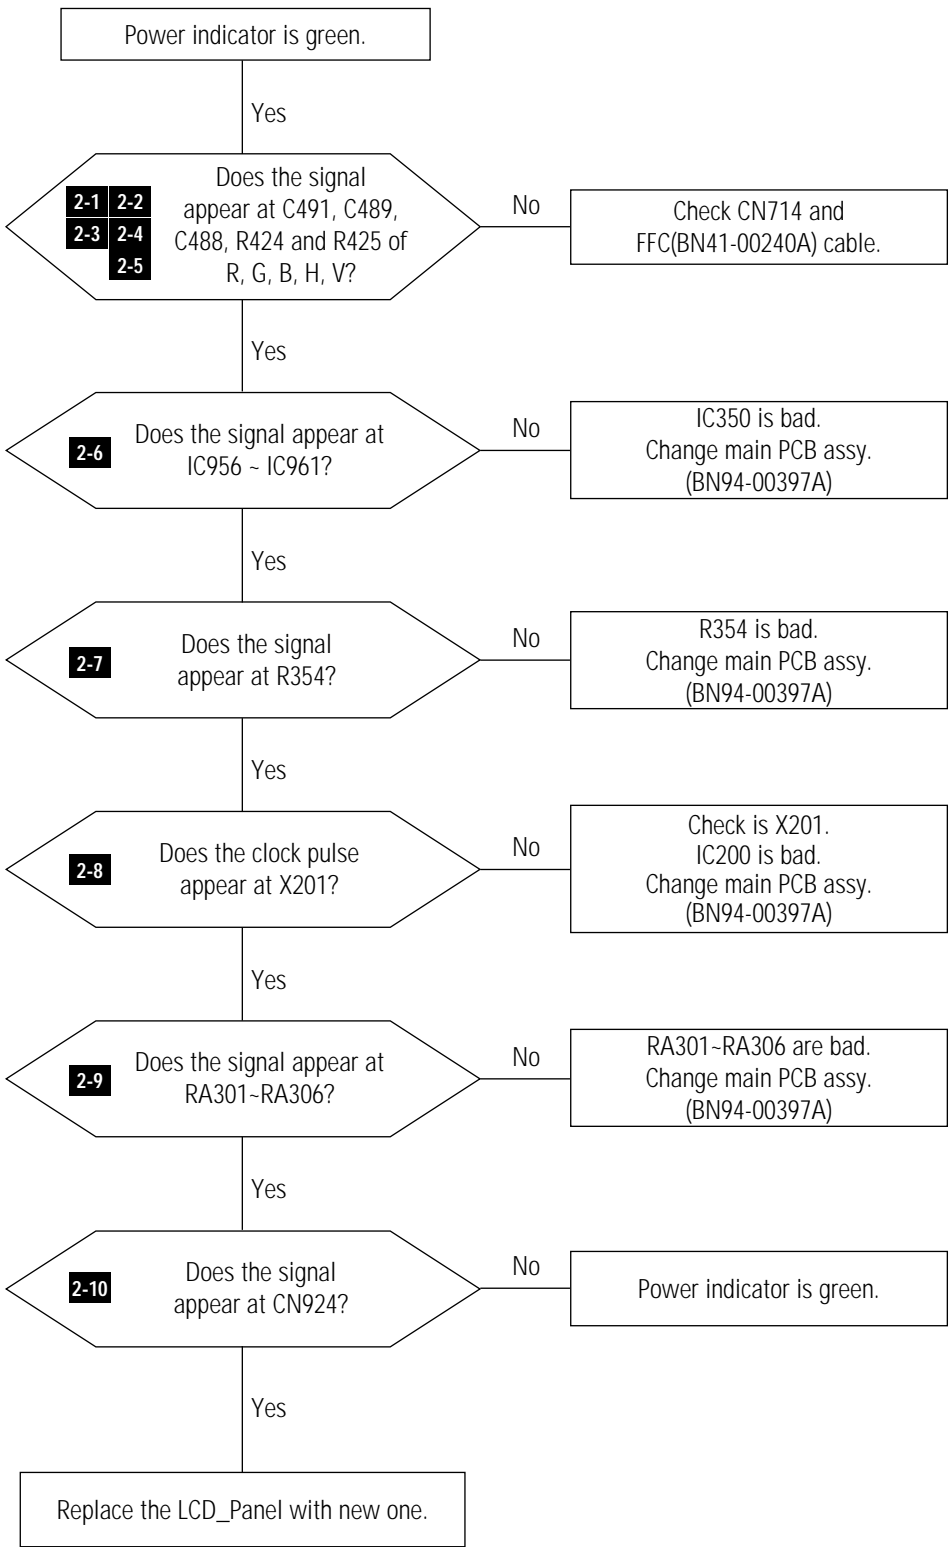 Power indicator is green.
Yes
2-1 2-2
2-3 2-4
2-5
Does the signal
appear at C491, C489,
C488, R424 and R425 of
R, G, B, H, V?
No
Check CN714 and
FFC(BN41-00240A) cable.
Yes
2-6
Does the signal appear at
IC956 ~ IC961?
No
IC350 is bad.
Change main PCB assy.
(BN94-00397A)
Yes
2-7
Does the signal
appear at R354?
No
R354 is bad.
Change main PCB assy.
(BN94-00397A)
Yes
2-8
Does the clock pulse
appear at X201?
No
Check is X201.
IC200 is bad.
Change main PCB assy.
(BN94-00397A)
Yes
2-9
Does the signal appear at
RA301~RA306?
No
RA301~RA306 are bad.
Change main PCB assy.
(BN94-00397A)
Yes
2-10
Does the signal
appear at CN924?
No
Power indicator is green.
Yes
Replace the LCD_Panel with new one.